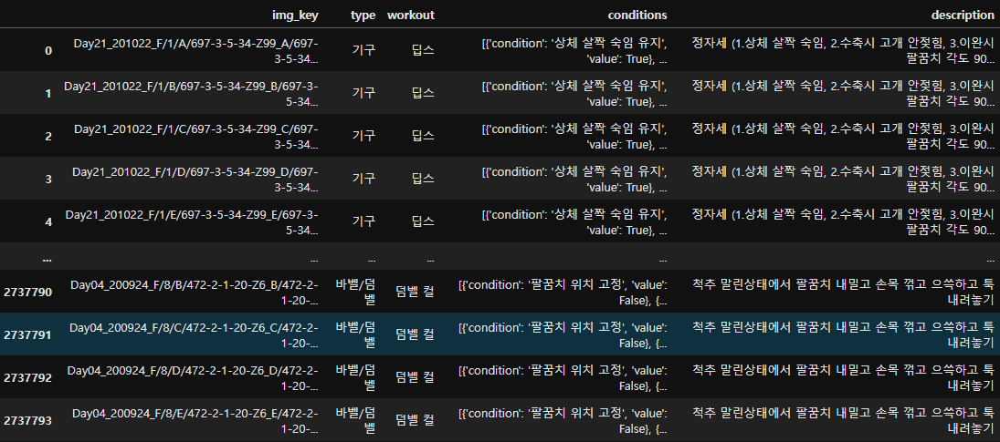 img_key type workout conditions description
0 Day21_201022_F/1/A/697-3-5-34-Z99_A/697- 기구 딥스 [{'condition': '상체 살짝 숙임 유지', 정자세 (1.상체 살짝 숙임, 2.수축시 고개 안젖힘, 3.이완시
3-5-34... 'value': True}, ... 팔꿈치 각도 90...
1 Day21_201022_F/1/B/697-3-5-34-Z99_B/697- 기구 딥스 [{'condition': '상체 살짝 숙임 유지', 정자세 (1.상체 살짝 숙임, 2.수축시 고개 안젖힘, 3.이완시
3-5-34... 'value': True}, ... 팔꿈치 각도 90...
2 Day21_201022_F/1/C/697-3-5-34-Z99_C/697- 기구 딥스 [{'condition': '상체 살짝 숙임 유지', 정자세 (1.상체 살짝 숙임, 2.수축시 고개 안젖힘, 3.이완시
3-5-34... 'value': True}, ... 팔꿈치 각도 90...
3 Day21_201022_F/1/D/697-3-5-34-Z99_D/697- 기구 딥스 [{'condition': '상체 살짝 숙임 유지', 정자세 (1.상체 살짝 숙임, 2.수축시 고개 안젖힘, 3.이완시
3-5-34... 'value': True}, ... 팔꿈치 각도 90...
4 Day21_201022_F/1/E/697-3-5-34-Z99_E/697- 기구 딥스 [{'condition': '상체 살짝 숙임 유지', 정자세 (1.상체 살짝 숙임, 2.수축시 고개 안젖힘, 3.이완시
3-5-34... 'value': True}, ... 팔꿈치 각도 90...
... ... ... ... ... ...
2737790 Day04_200924_F/8/B/472-2-1-20-Z6_B/472-2- 바벨/덤 덤벨 컬 [{'condition': '팔꿈치 위치 고정', 'value': 척추 말린상태에서 팔꿈치 내밀고 손목 꺾고 으쓱하고 툭
1-20-... 벨 False}, {... 내려놓기
2737791 Day04_200924_F/8/C/472-2-1-20-Z6_C/472-2- 바벨/덤 덤벨 컬 [{'condition': '팔꿈치 위치 고정', 'value': 척추 말린상태에서 팔꿈치 내밀고 손목 꺾고 으쓱하고 툭
1-20-... 벨 False}, {... 내려놓기
2737792 Day04_200924_F/8/D/472-2-1-20-Z6_D/472-2- 바벨/덤 덤벨 컬 [{'condition': '팔꿈치 위치 고정', 'value': 척추 말린상태에서 팔꿈치 내밀고 손목 꺾고 으쓱하고 툭
1-20-... 벨 False}, {... 내려놓기
2737793 Day04_200924_F/8/E/472-2-1-20-Z6_E/472-2- 바벨/덤 덤벨 컬 [{'condition': '팔꿈치 위치 고정', 'value': 척추 말린상태에서 팔꿈치 내밀고 손목 꺾고 으쓱하고 툭
1-20-... 벨 False}, {... 내려놓기